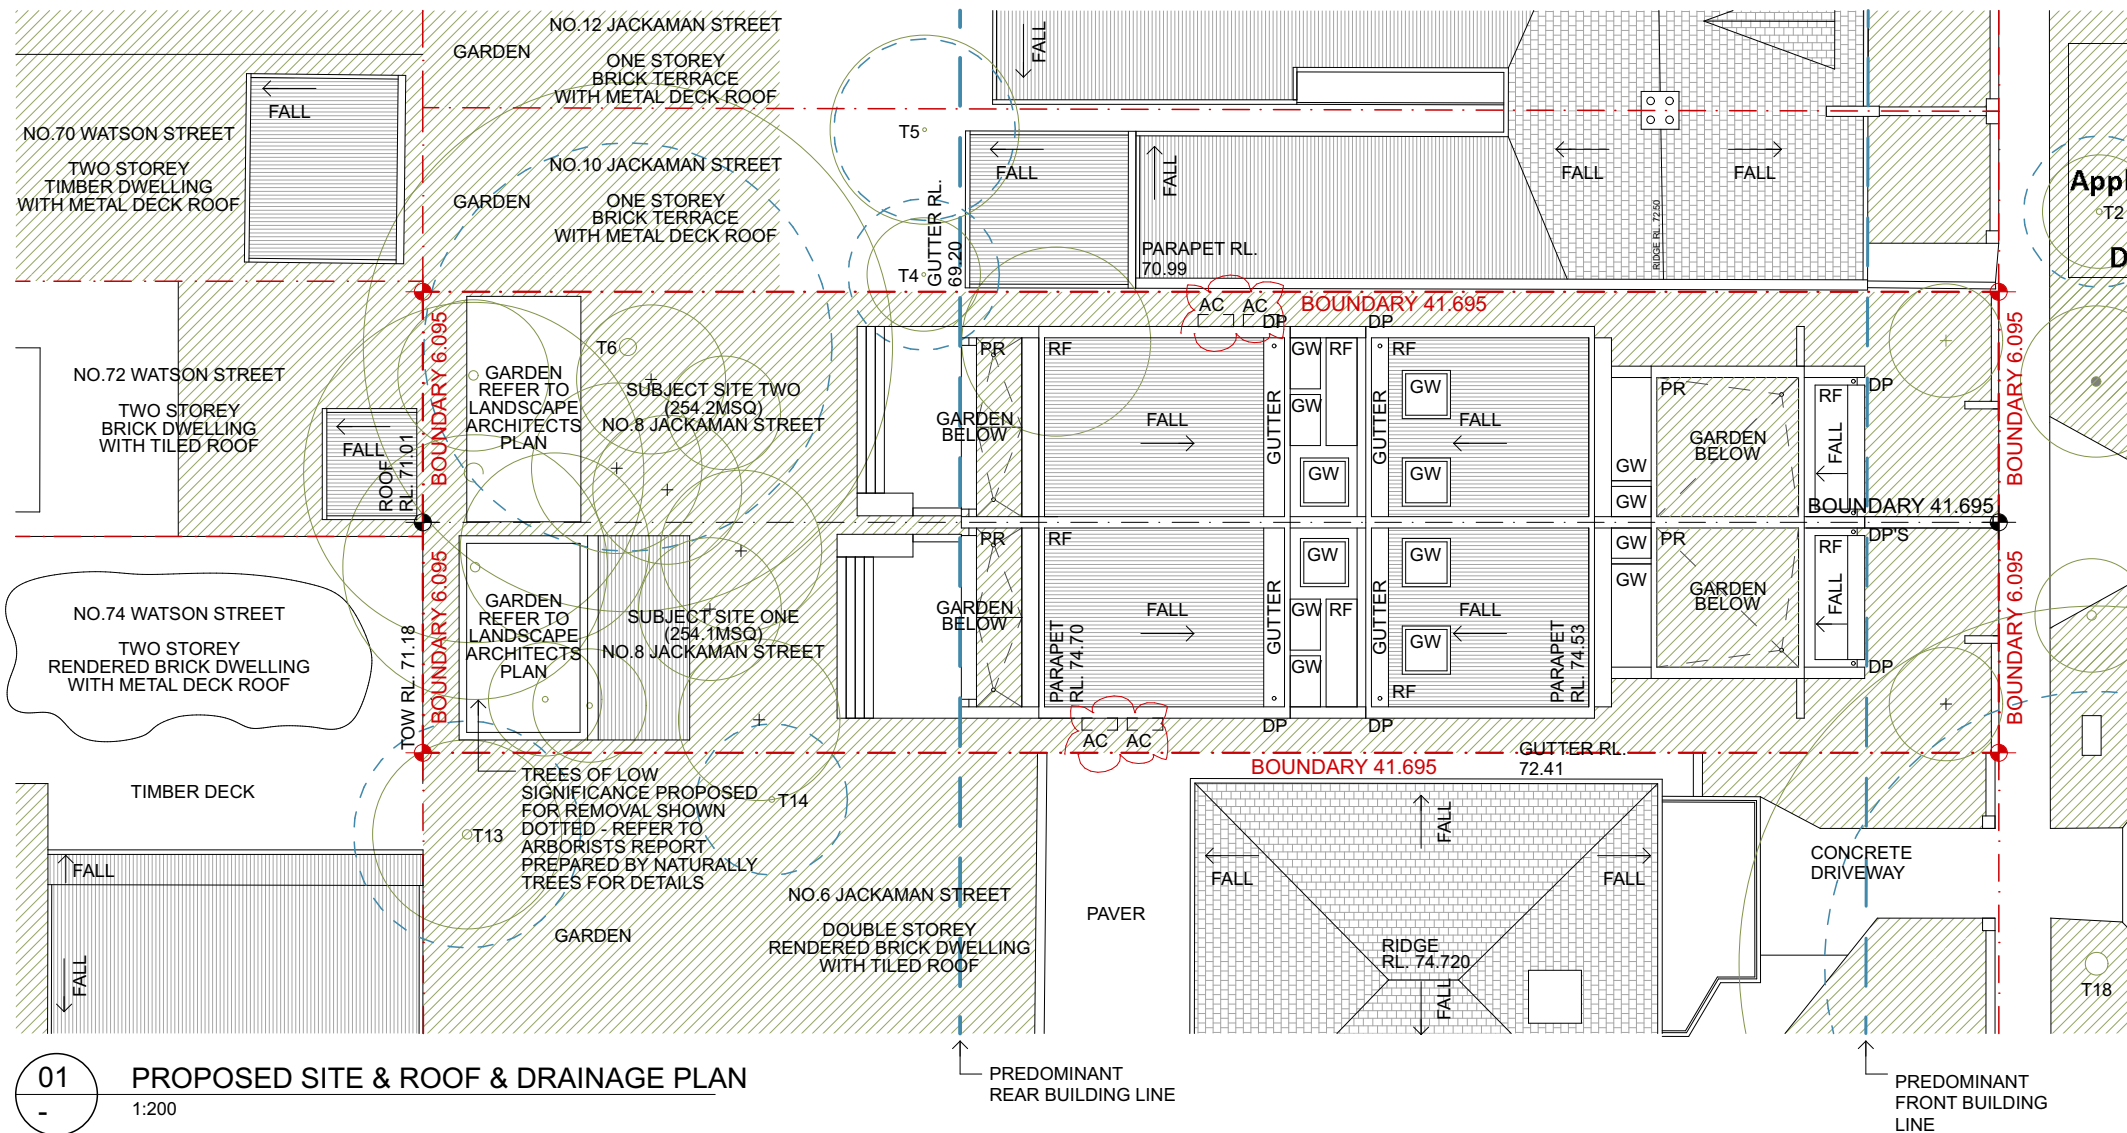 NO.12 JACKAMAN STREET
GARDEN
ONE STOREY
BRICK TERRACE
WITH METAL DECK ROOF
FALL
FALL
NO.70 WATSON STREET
TWO STOREY
TIMBER DWELLING
WITH METAL DECK ROOF
NO.10 JACKAMAN STREET
GARDEN
ONE STOREY
BRICK TERRACE
WITH METAL DECK ROOF
T5
T4
GUTTER RL.
69.20
FALL
FALL
FALL
FALL
PARAPET RL.
70.99
RIDGE RL. 72.50
Appl
T2
D
AC
AC
DP
BOUNDARY 41.695
DP
BOUNDARY 6.095
BOUNDARY 6.095
NO.72 WATSON STREET
TWO STOREY
BRICK DWELLING
WITH TILED ROOF
FALL
ROOF
RL. 71.01
GARDEN
REFER TO
LANDSCAPE
ARCHITECTS
PLAN
T6
SUBJECT SITE TWO
(254.2MSQ)
NO.8 JACKAMAN STREET
PR
GARDEN
BELOW
RF
FALL
GUTTER
GW
RF
GW
GW
GUTTER
RF
GW
FALL
GW
GW
GW
PR
GARDEN
BELOW
RF
FALL
DP
BOUNDARY 41.695
DP'S
NO.74 WATSON STREET
TWO STOREY
RENDERED BRICK DWELLING
WITH METAL DECK ROOF
TOW RL. 71.18
BOUNDARY 6.095
GARDEN
REFER TO
LANDSCAPE
ARCHITECTS
PLAN
SUBJECT SITE ONE
(254.1MSQ)
NO.8 JACKAMAN STREET
PR
GARDEN
BELOW
RF
FALL
PARAPET
RL. 74.70
GUTTER
GW
GW
RF
GW
GUTTER
GW
FALL
GW
RF
PARAPET
RL. 74.53
GW
GW
PR
GARDEN
BELOW
RF
FALL
DP
BOUNDARY 6.095
AC
AC
DP
DP
BOUNDARY 41.695
GUTTER RL.
72.41
TIMBER DECK
FALL
FALL
T13
TREES OF LOW
SIGNIFICANCE PROPOSED
FOR REMOVAL SHOWN
DOTTED - REFER TO
ARBORISTS REPORT
PREPARED BY NATURALLY
TREES FOR DETAILS
T14
GARDEN
NO.6 JACKAMAN STREET
DOUBLE STOREY
RENDERED BRICK DWELLING
WITH TILED ROOF
PAVER
FALL
FALL
FALL
RIDGE
RL. 74.720
FALL
CONCRETE
DRIVEWAY
T18
01
-
PROPOSED SITE & ROOF & DRAINAGE PLAN
1:200
PREDOMINANT
REAR BUILDING LINE
PREDOMINANT
FRONT BUILDING
LINE